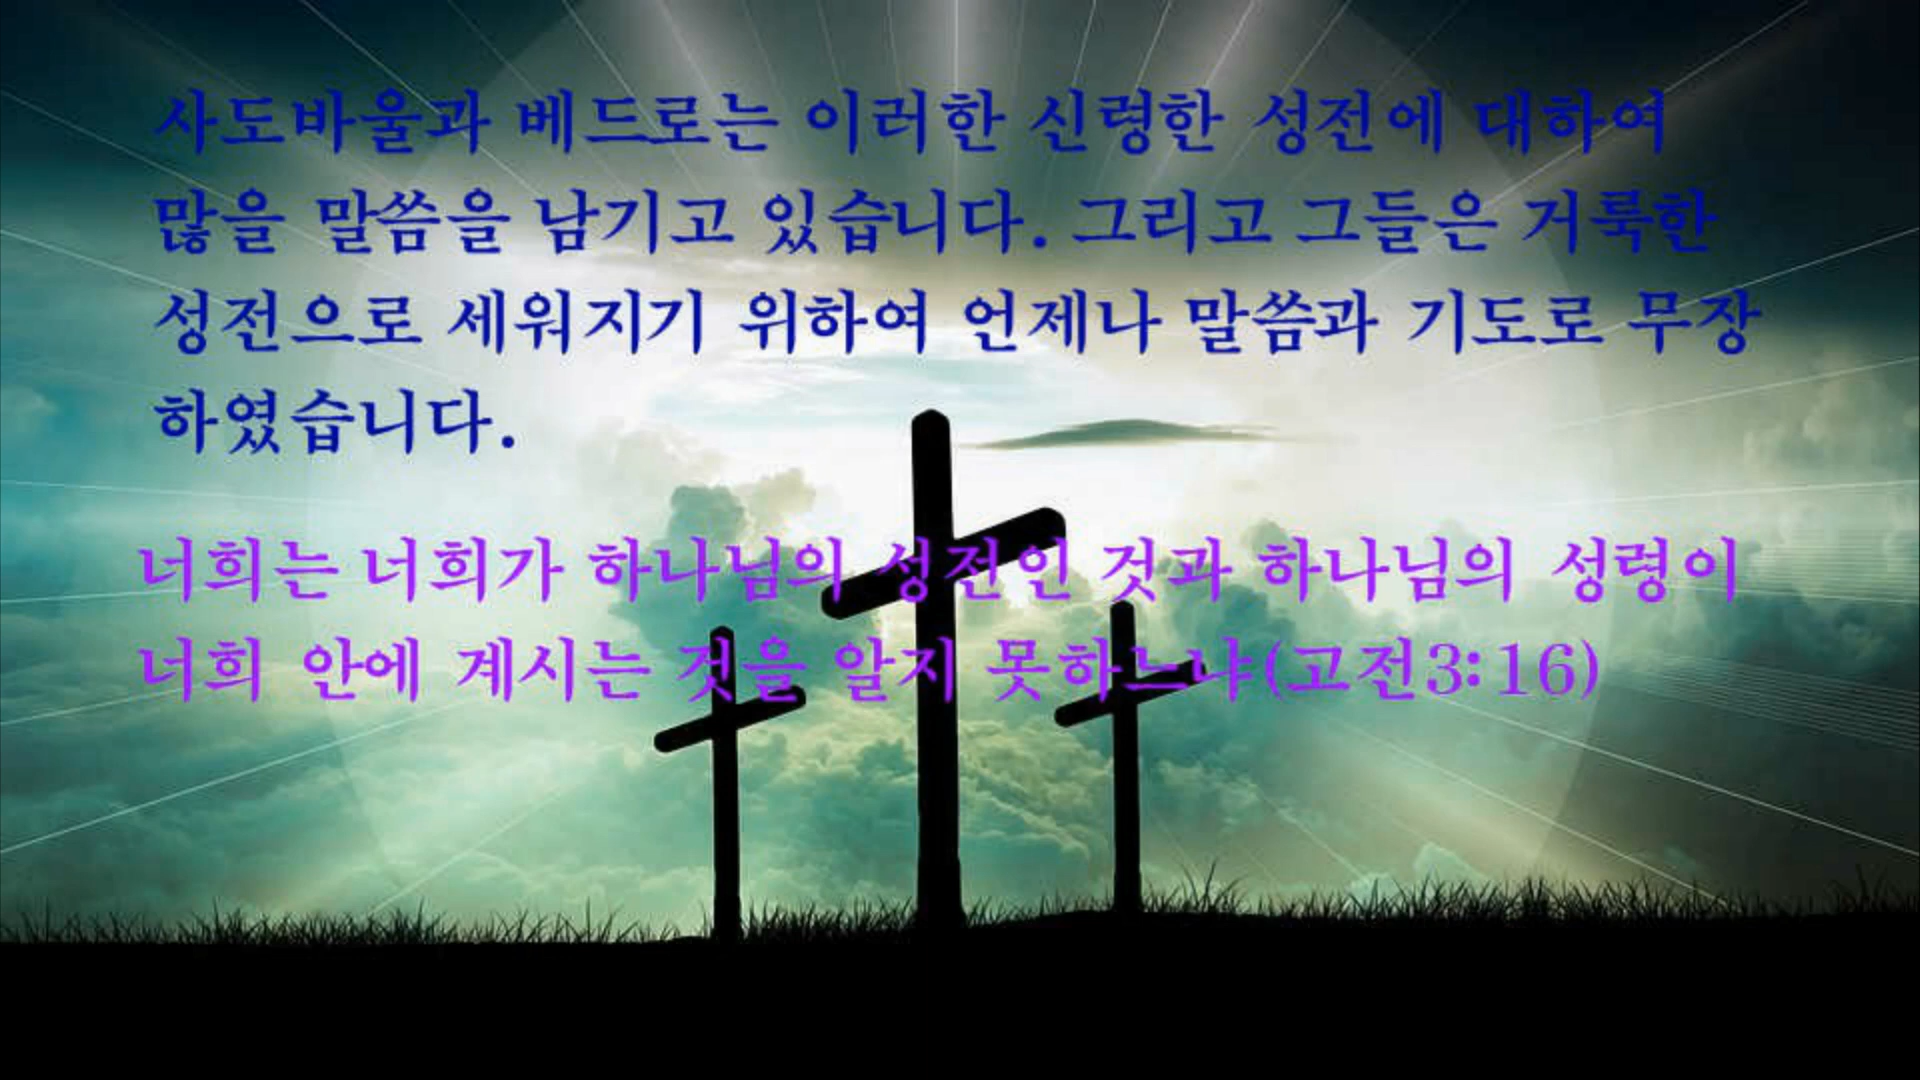 사도바울과 베드로는 이러한 신령한 성전에 대하여
많을 말씀을 남기고 있습니다. 그리고 그들은 거룩한
성전으로 세워지기 위하여 언제나 말씀과 기도로 무장
하였습니다.
너희는 너희가 하나님의 성전인 것과 하나님의 성령이
너희 안에 계시는 것을 알지 못하느냐(고전3:16)